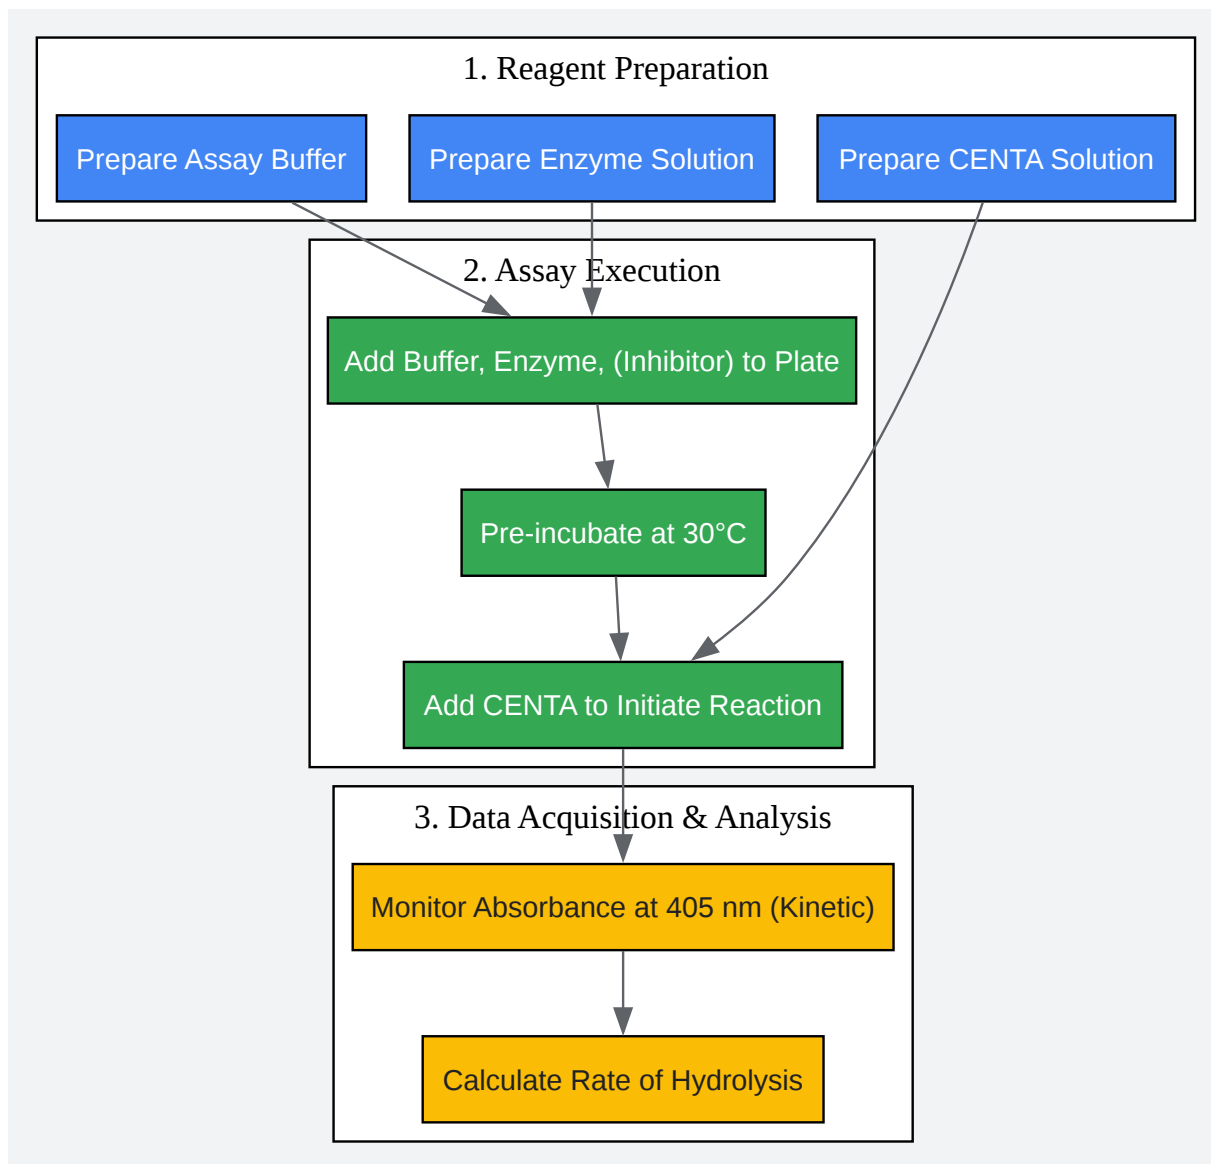 1. Reagent Preparation
Prepare Assay Buffer
Prepare Enzyme Solution
Prepare CENTA Solution
2. Assay Execution
Add Buffer, Enzyme, (Inhibitor) to Plate
Pre-incubate at 30°C
Add CENTA to Initiate Reaction
3. Data Acquisition & Analysis
Monitor Absorbance at 405 nm (Kinetic)
Calculate Rate of Hydrolysis